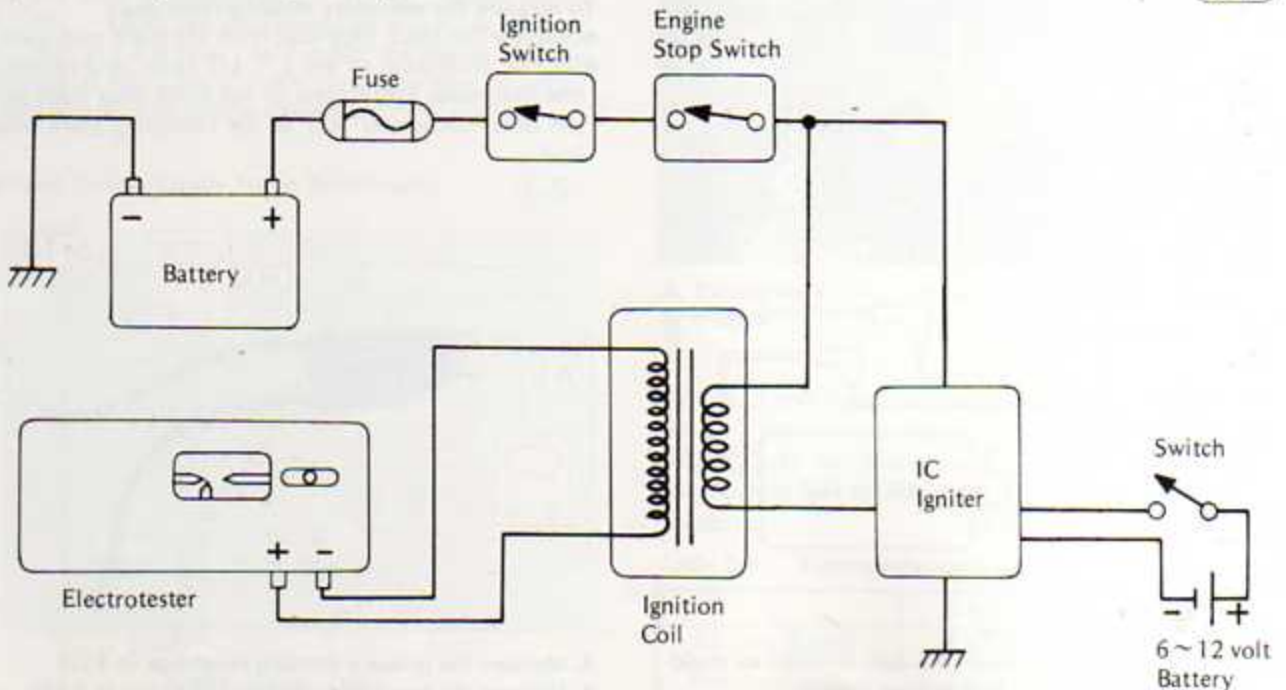 Ignition
Switch
Engine
Stop Switch
Fuse
− +
Battery
IC
Igniter
Switch
+ −
Electrotester
Ignition
Coil
− +
6 ~ 12 volt
Battery